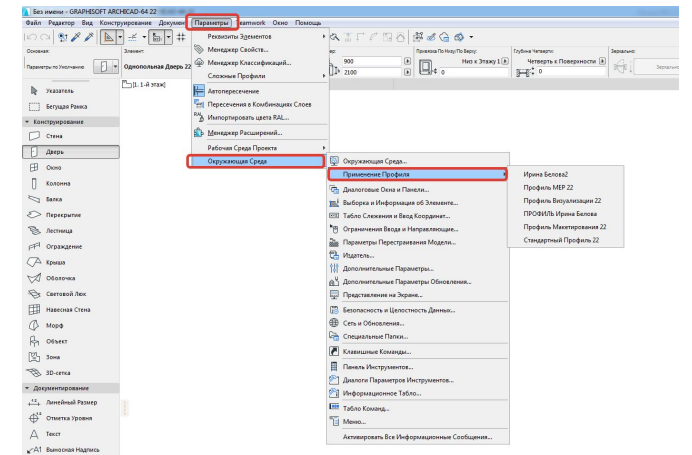 Без имени - GRAPHISOFT ARCHICAD-64 22
Файл Редактор Вид Конструирование Докумен Параметры Teamwork Окно Помощь
Основная:
Элемент:
Привязка По Низу/По Верху:
Глубина Четверти:
Зеркально:
Параметры по Умолчанию
Однопольная Дверь 22
900
2100
Низ к Этажу 1
0
Четверть к Поверхности
0
[1. 1-й этаж]
Указатель
Бегущая Рамка
Конструирование
Стена
Дверь
Окно
Колонна
Балка
Перекрытие
Лестница
Ограждение
Крыша
Оболочка
Световой Люк
Навесная Стена
Морф
Объект
Зона
3D-сетка
Документирование
Линейный Размер
Отметка Уровня
Текст
A1 Выносная Надпись
Реквизиты Элементов
Менеджер Свойств...
Менеджер Классификаций...
Сложные Профили
Автопересечение
Пересечения в Комбинациях Слоев
Импортировать цвета RAL...
Менеджер Расширений...
Рабочая Среда Проекта
Окружающая Среда
Окружающая Среда...
Применение Профиля
Диалоговые Окна и Панели...
Выборка и Информация об Элементе...
Табло Слежения и Ввод Координат...
Ограничения Ввода и Направляющие...
Параметры Перестраивания Модели...
Издатель...
Дополнительные Параметры...
Дополнительные Параметры Обновления...
Представление на Экране...
Безопасность и Целостность Данных...
Сеть и Обновления...
Специальные Папки...
Клавишные Команды...
Панель Инструментов...
Диалоги Параметров Инструментов...
Информационное Табло...
Табло Команд...
Меню...
Активировать Все Информационные Сообщения...
Ирина Белова2
Профиль MEP 22
Профиль Визуализации 22
ПРОФИЛЬ Ирина Белова
Профиль Макетирования 22
Стандартный Профиль 22